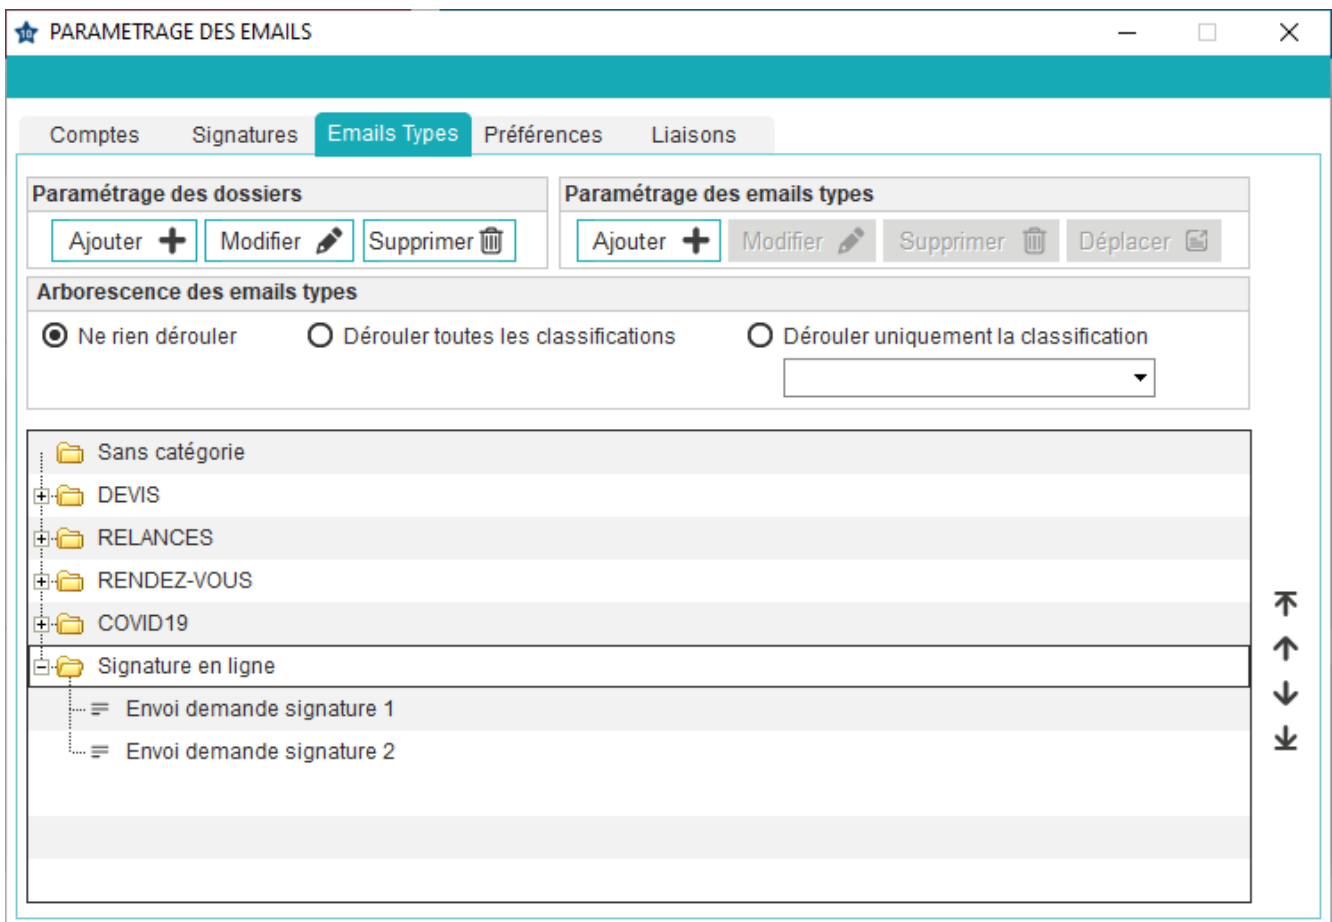 PARAMETRAGE DES EMAILS
Comptes Signatures Emails Types Préférences Liaisons
Paramétrage des dossiers Paramétrage des emails types
Ajouter Modifier Supprimer Ajouter Modifier Supprimer Déplacer
Arborescence des emails types
Ne rien dérouler Dérouler toutes les classifications Dérouler uniquement la classification
Sans catégorie
DEVIS
RELANCES
RENDEZ-VOUS
COVID19
Signature en ligne
Envoi demande signature 1
Envoi demande signature 2